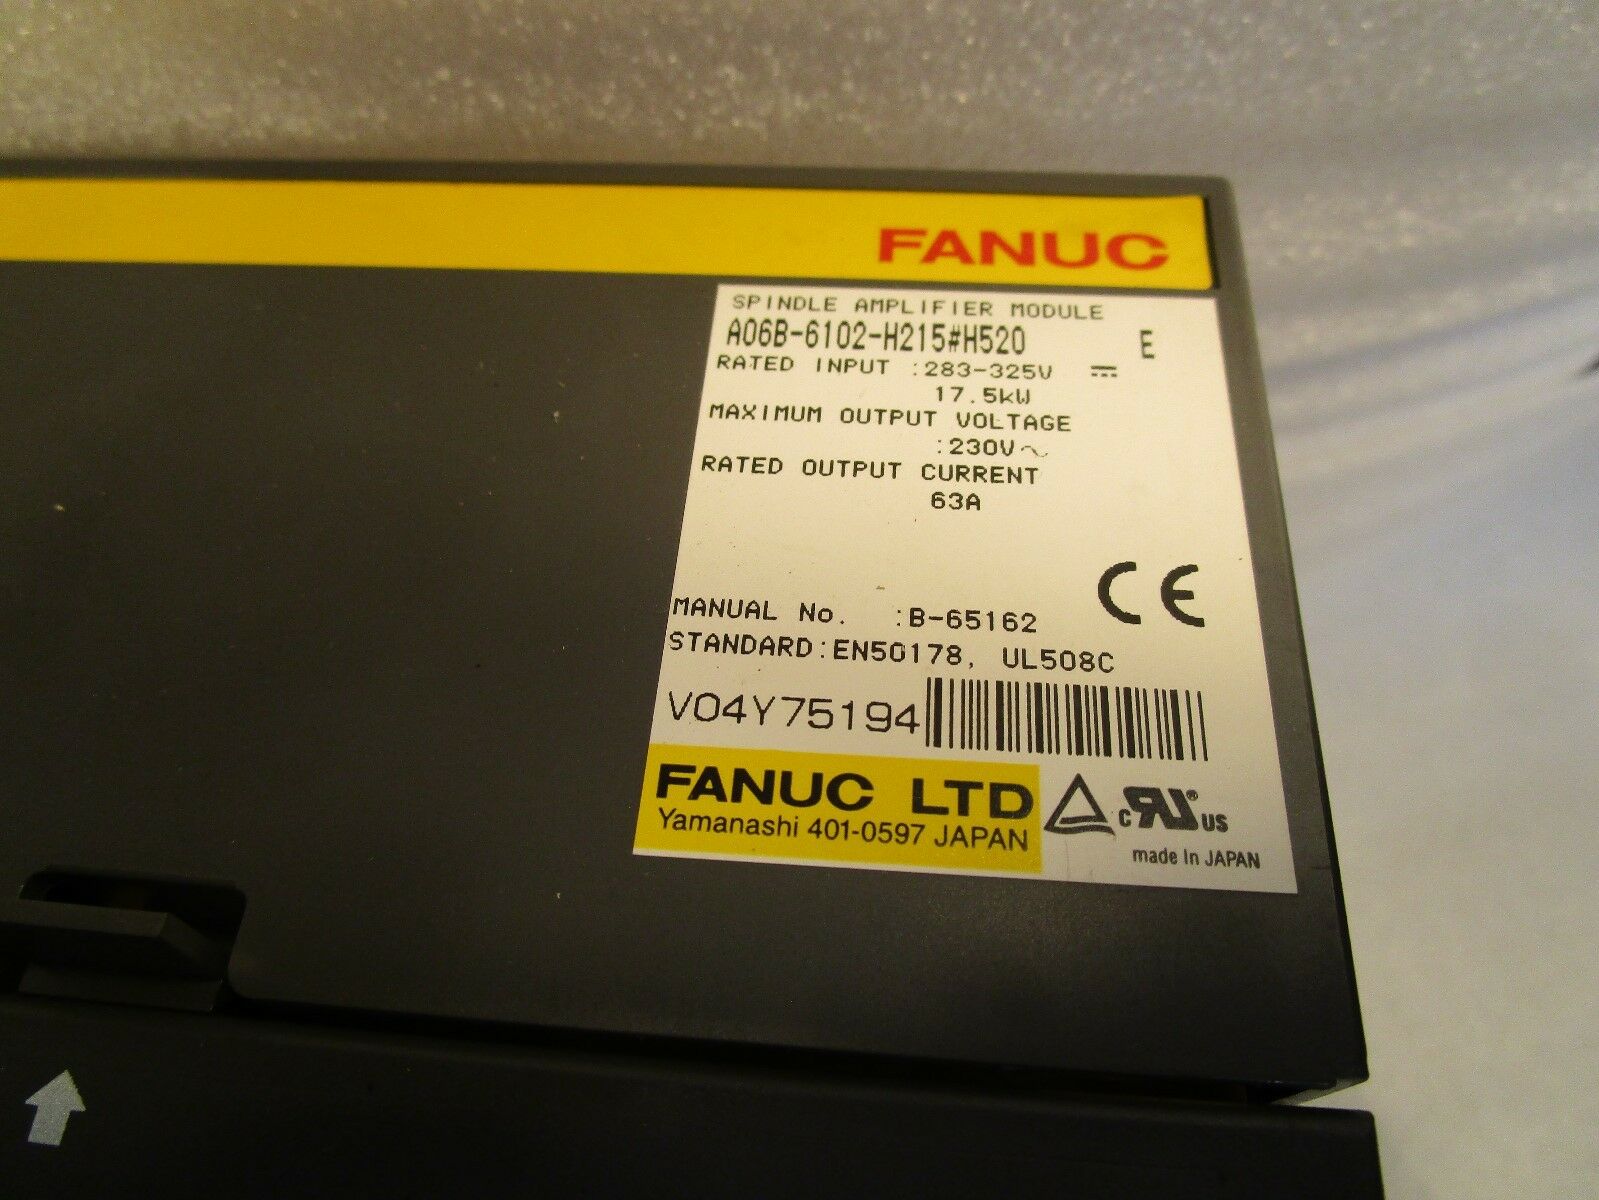 FANUC
SPINDLE AMPLIFIER MODULE
A06B-6102-H215#H520 E
RATED INPUT :283-325V ⎓
17.5kW
MAXIMUM OUTPUT VOLTAGE
:230V~
RATED OUTPUT CURRENT
63A
CE
MANUAL No. :B-65162
STANDARD:EN50178, UL508C
V04Y75194
FANUC LTD
Yamanashi 401-0597 JAPAN
c RU ® US
made In JAPAN